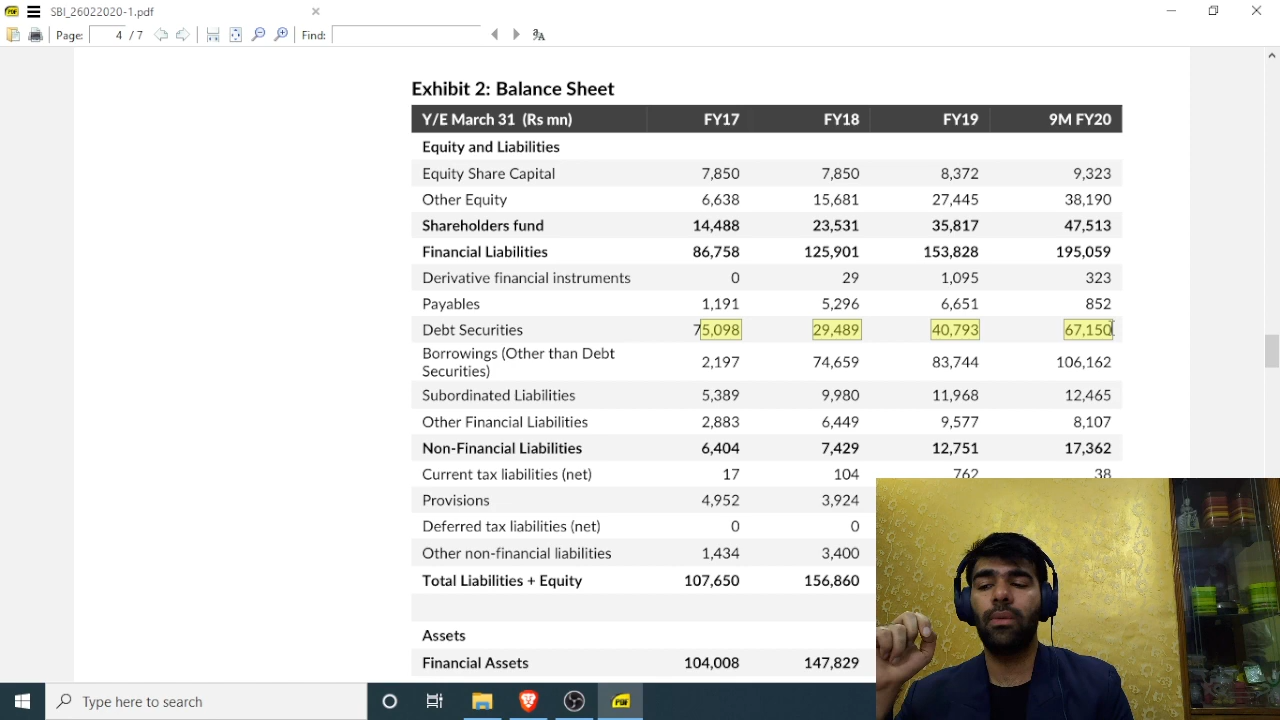 SBI_26022020-1.pdf
Page: 4 / 7 Find:
Exhibit 2: Balance Sheet
Y/E March 31 (Rs mn) FY17 FY18 FY19 9M FY20
Equity and Liabilities
Equity Share Capital 7,850 7,850 8,372 9,323
Other Equity 6,638 15,681 27,445 38,190
Shareholders fund 14,488 23,531 35,817 47,513
Financial Liabilities 86,758 125,901 153,828 195,059
Derivative financial instruments 0 29 1,095 323
Payables 1,191 5,296 6,651 852
Debt Securities 75,098 29,489 40,793 67,150
Borrowings (Other than Debt
Securities) 2,197 74,659 83,744 106,162
Subordinated Liabilities 5,389 9,980 11,968 12,465
Other Financial Liabilities 2,883 6,449 9,577 8,107
Non-Financial Liabilities 6,404 7,429 12,751 17,362
Current tax liabilities (net) 17 104 762 38
Provisions 4,952 3,924
Deferred tax liabilities (net) 0 0
Other non-financial liabilities 1,434 3,400
Total Liabilities + Equity 107,650 156,860
Assets
Financial Assets 104,008 147,829
Type here to search